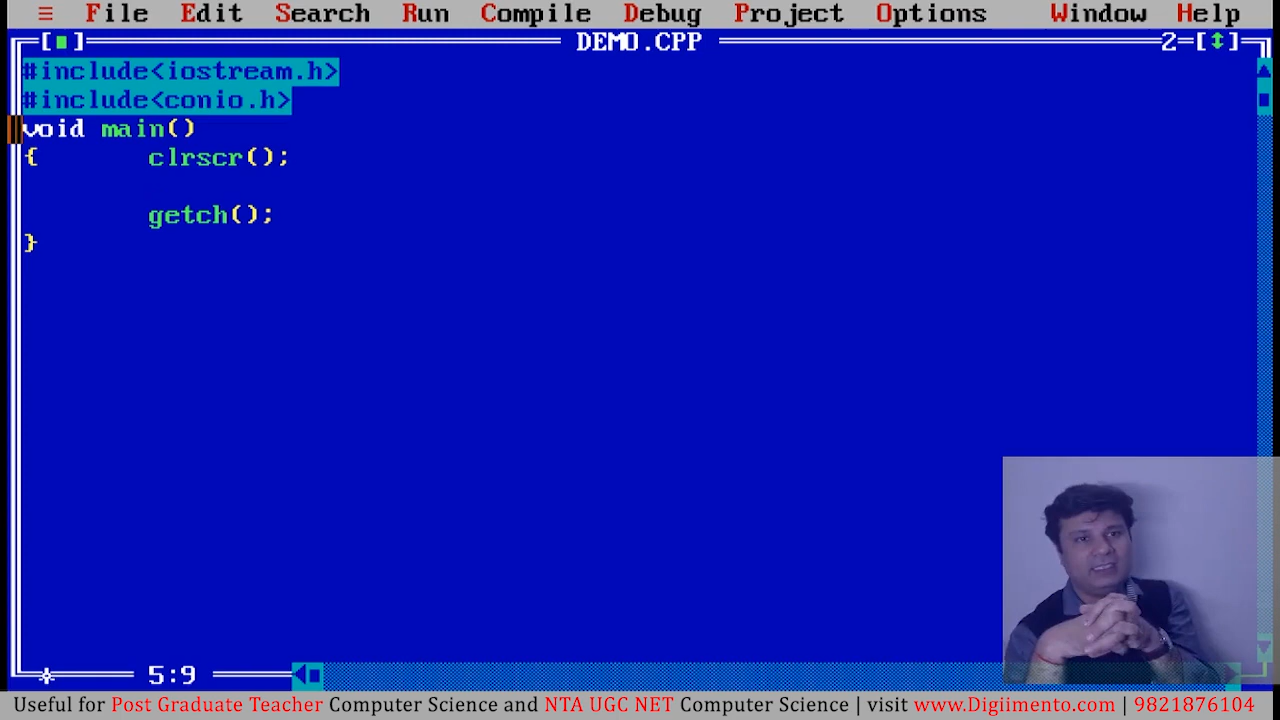 ≡ File Edit Search Run Compile Debug Project Options Window Help
[■] DEMO.CPP 2=[↕]
#include<iostream.h>
#include<conio.h>
void main()
{ clrscr();
getch();
}
5:9
Useful for Post Graduate Teacher Computer Science and NTA UGC NET Computer Science | visit www.Digiimento.com | 9821876104